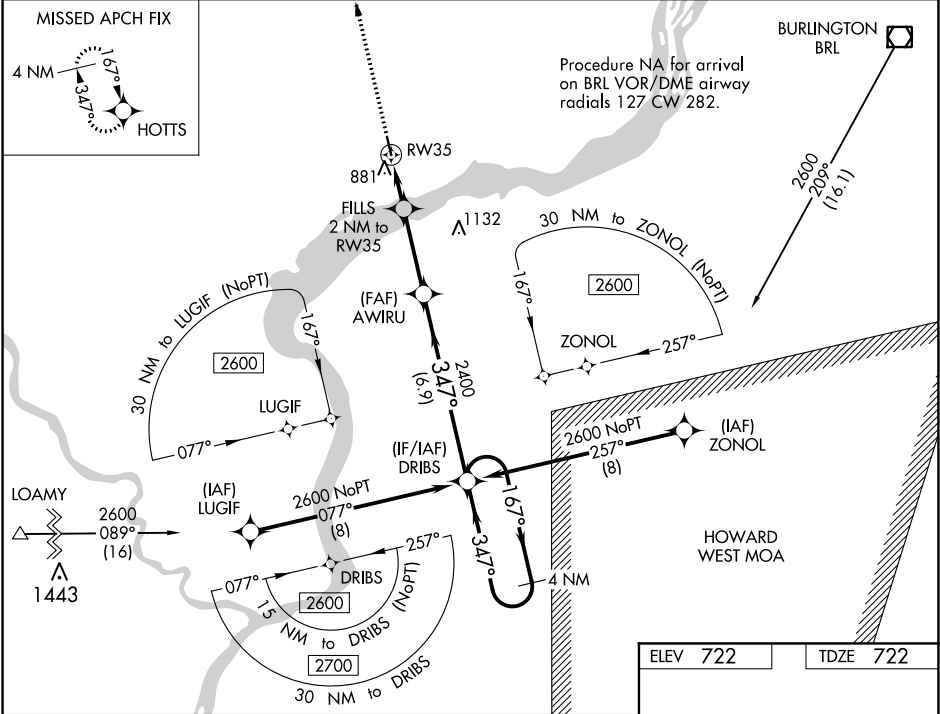 MISSED APCH FIX
4 NM
167°
347°
HOTTS
BURLINGTON
BRL
Procedure NA for arrival
on BRL VOR/DME airway
radials 127 CW 282.
2600
209°
(16.1)
RW35
881
FILLS
2 NM to
RW35
1132
30 NM to ZONOL (NoPT)
2600
167°
257°
ZONOL
(FAF)
AWIRU
30 NM to LUGIF (NoPT)
2600
167°
077°
LUGIF
2400
347°
(6.9)
(IF/IAF)
DRIBS
2600 NoPT
257°
(8)
(IAF)
ZONOL
(IAF)
LUGIF
2600 NoPT
077°
(8)
LOAMY
2600
089°
(16)
1443
167°
347°
4 NM
HOWARD
WEST MOA
077°
257°
DRIBS
2600
15 NM to DRIBS (NoPT)
2700
30 NM to DRIBS
ELEV 722
TDZE 722